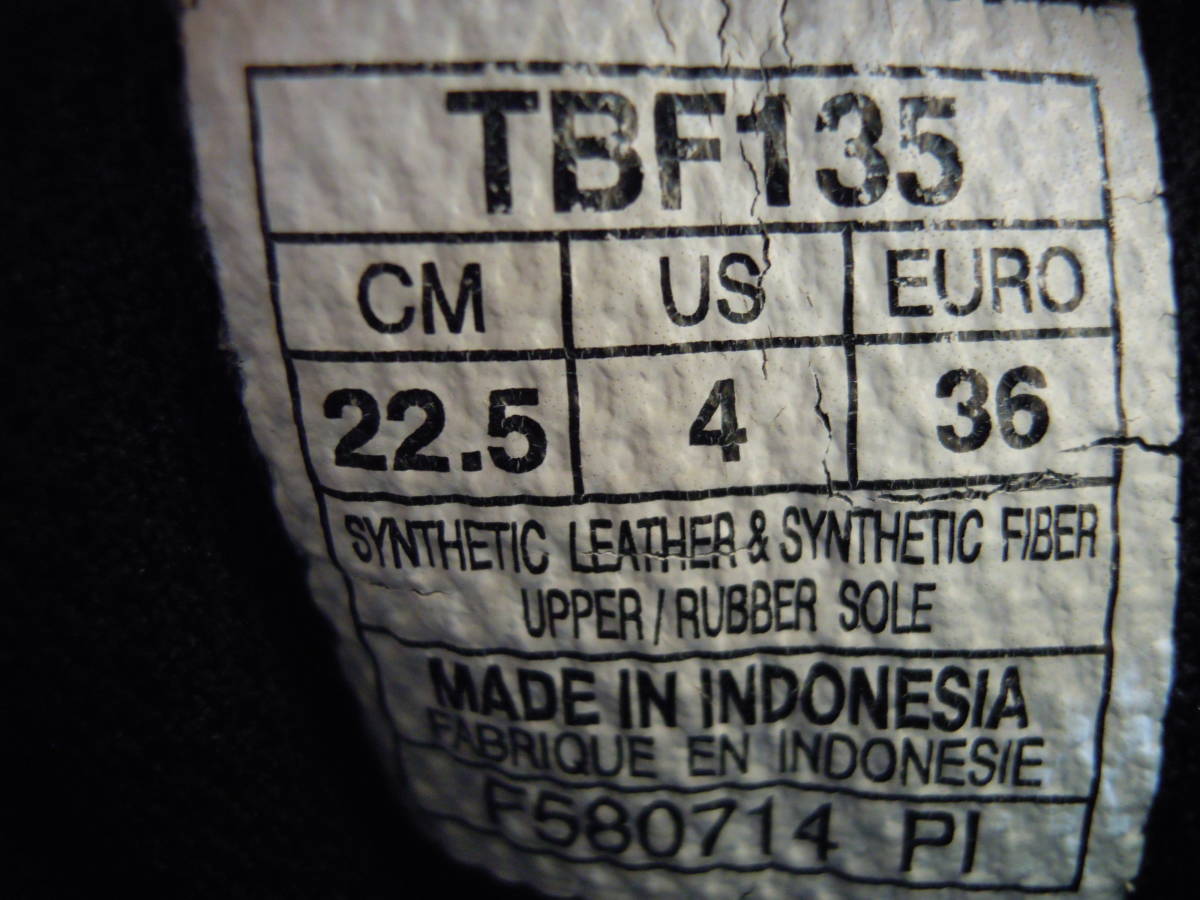 TBF135
CM US EURO
22.5 4 36
SYNTHETIC LEATHER & SYNTHETIC FIBER
UPPER / RUBBER SOLE
MADE IN INDONESIA
FABRIQUE EN INDONESIE
F580714 PI